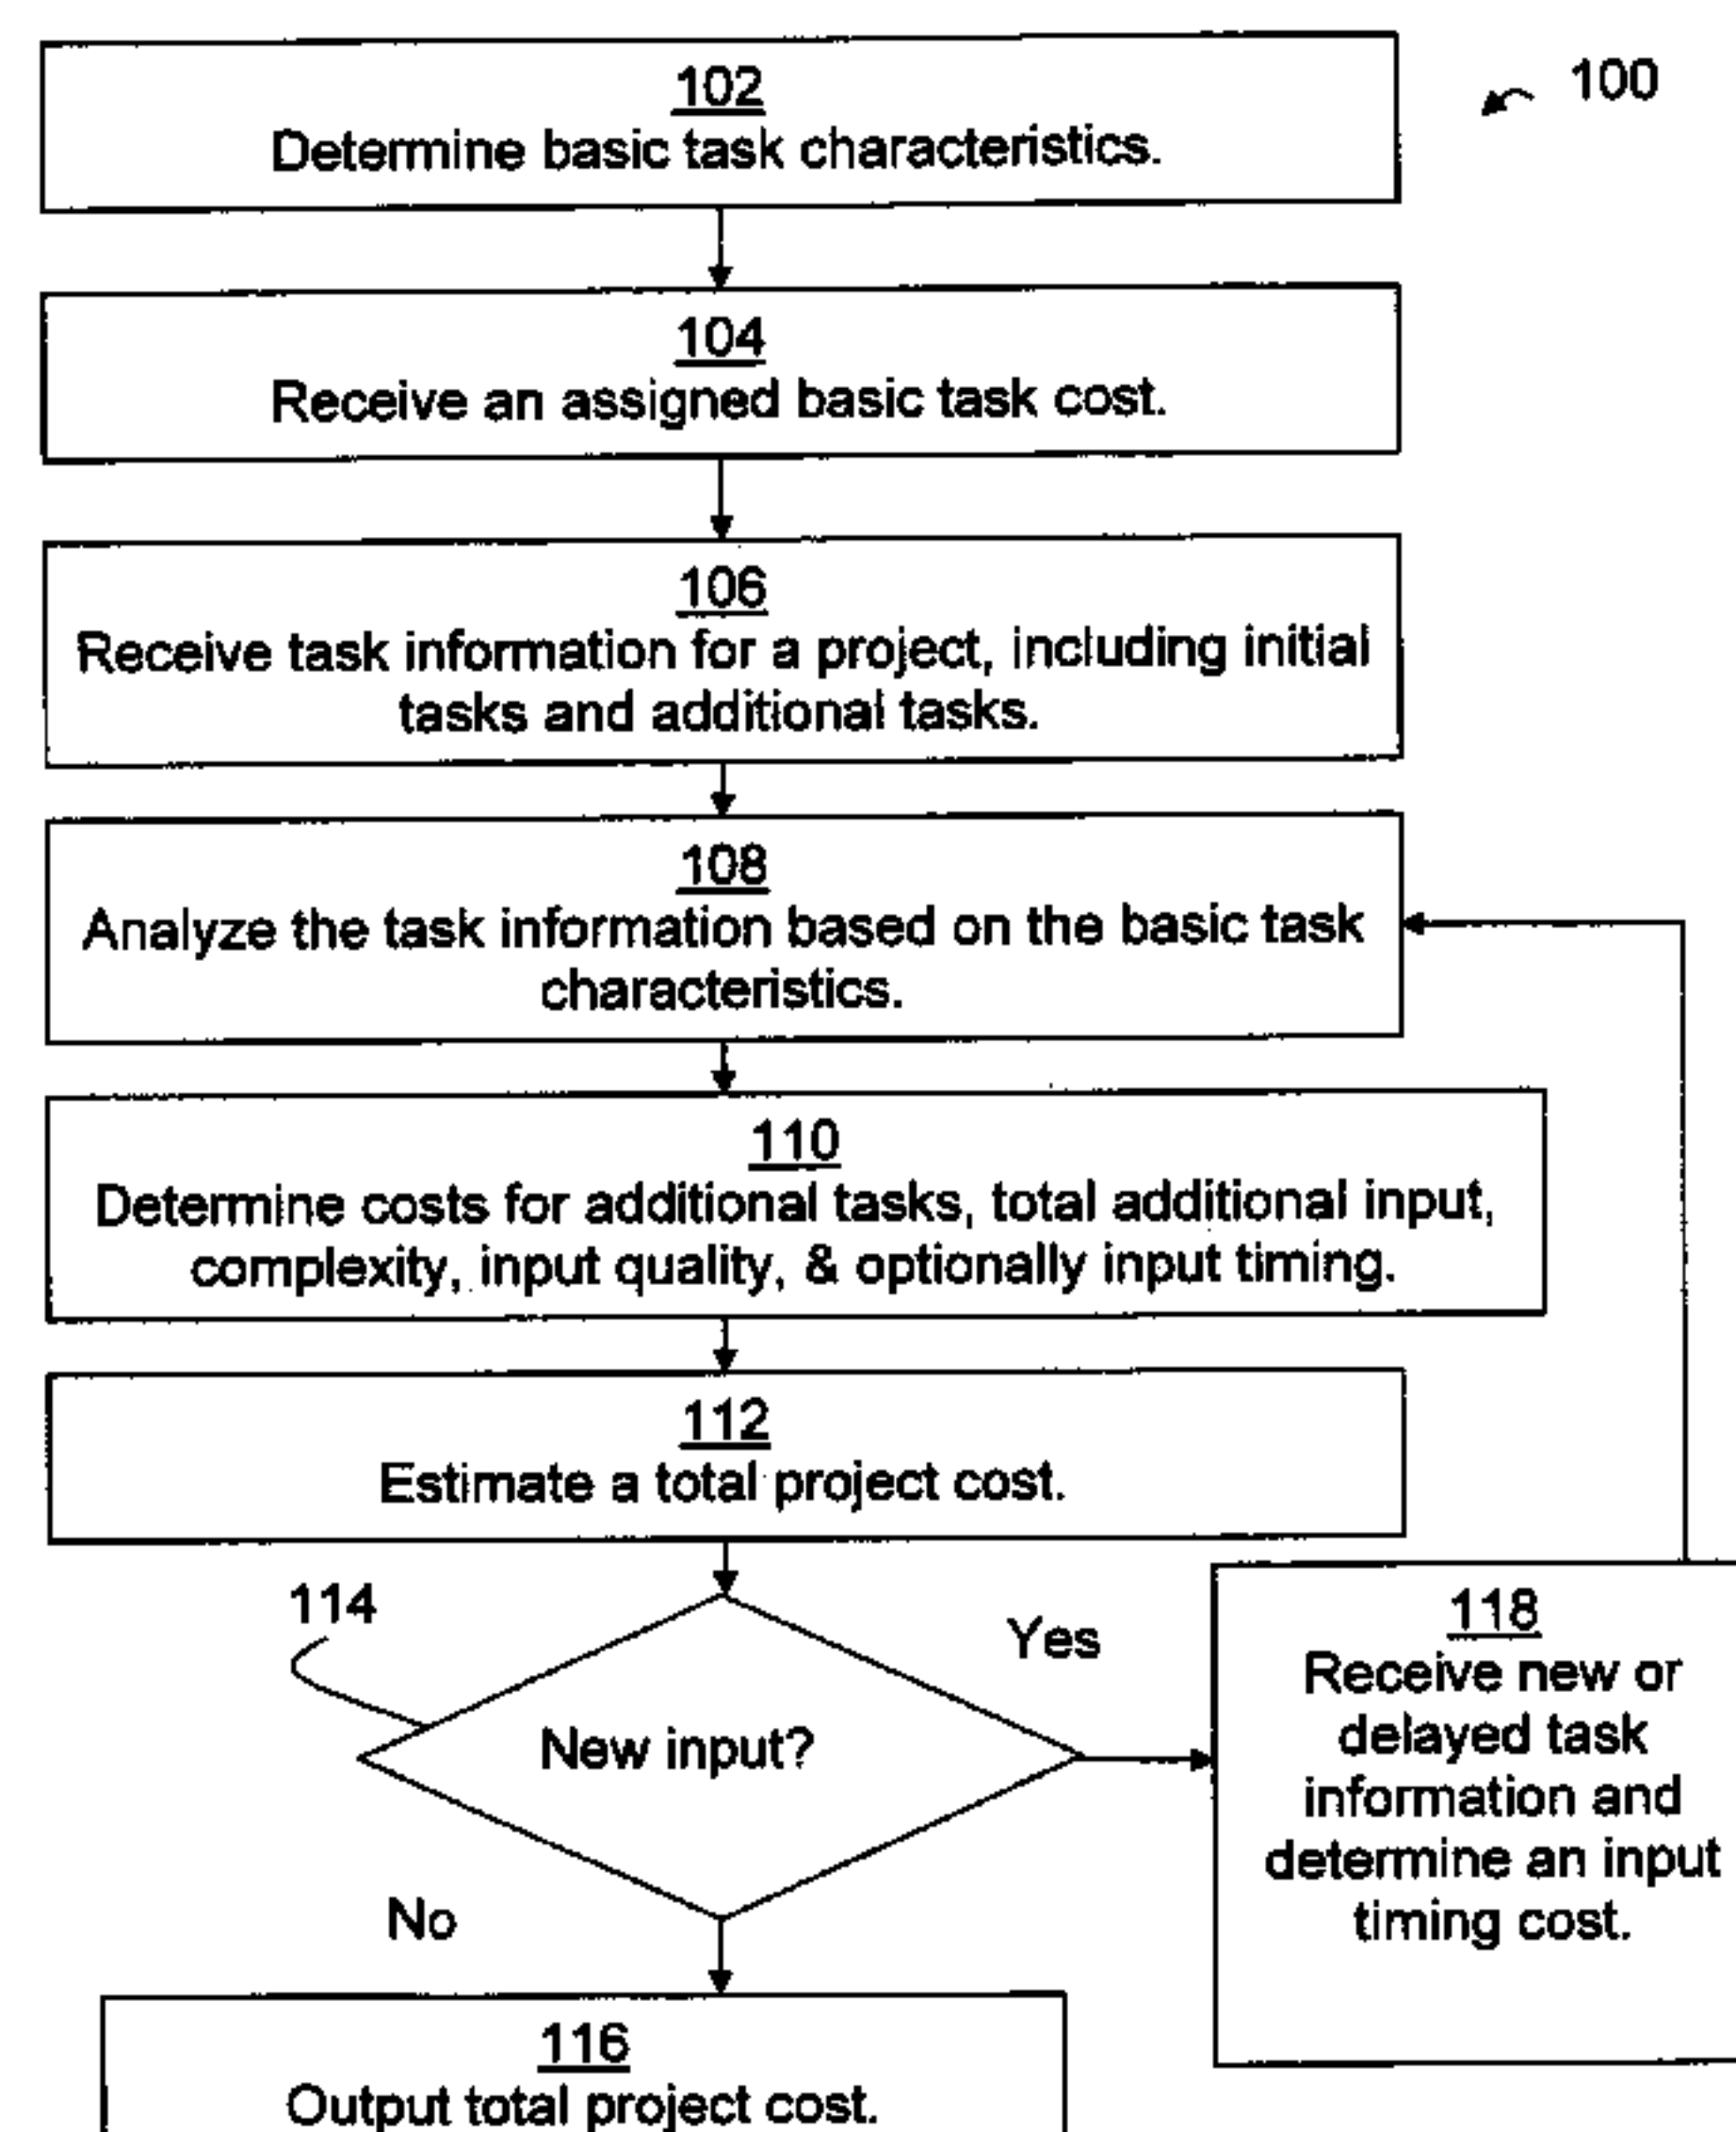 100
102
Determine basic task characteristics.
104
Receive an assigned basic task cost.
106
Receive task information for a project, including initial
tasks and additional tasks.
108
Analyze the task information based on the basic task
characteristics.
110
Determine costs for additional tasks, total additional input,
complexity, input quality, & optionally input timing.
112
Estimate a total project cost.
114
New input?
Yes
No
118
Receive new or
delayed task
information and
determine an input
timing cost.
116
Output total project cost.